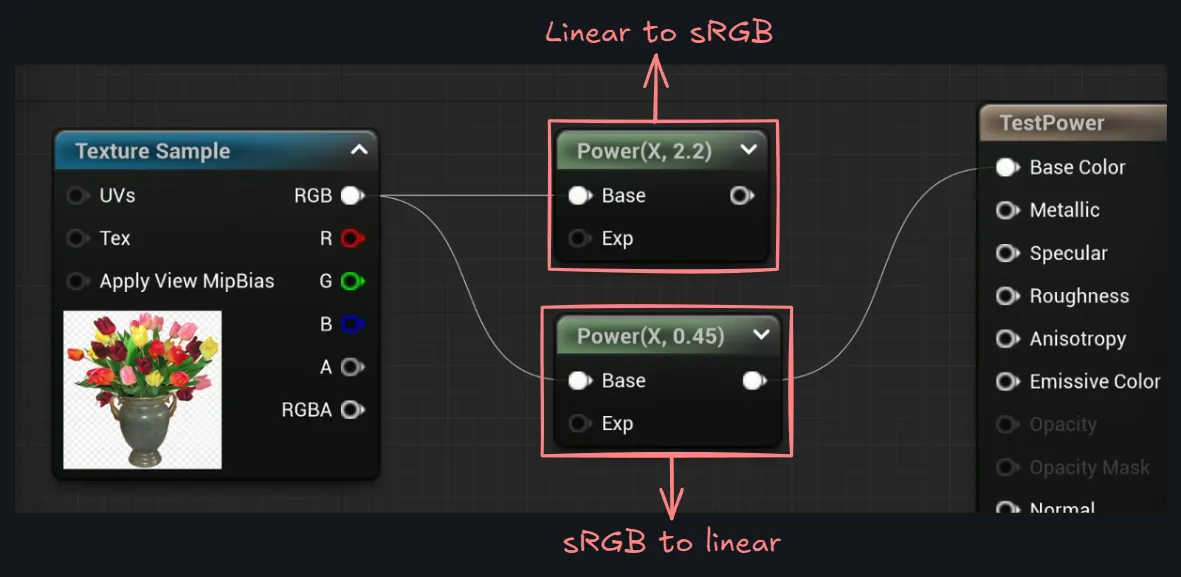 Linear to sRGB
Texture Sample
UVs RGB
Tex R
Apply View MipBias G
B
A
RGBA
Power(X, 2.2)
Base
Exp
Power(X, 0.45)
Base
Exp
TestPower
Base Color
Metallic
Specular
Roughness
Anisotropy
Emissive Color
Opacity
Opacity Mask
Normal
sRGB to linear